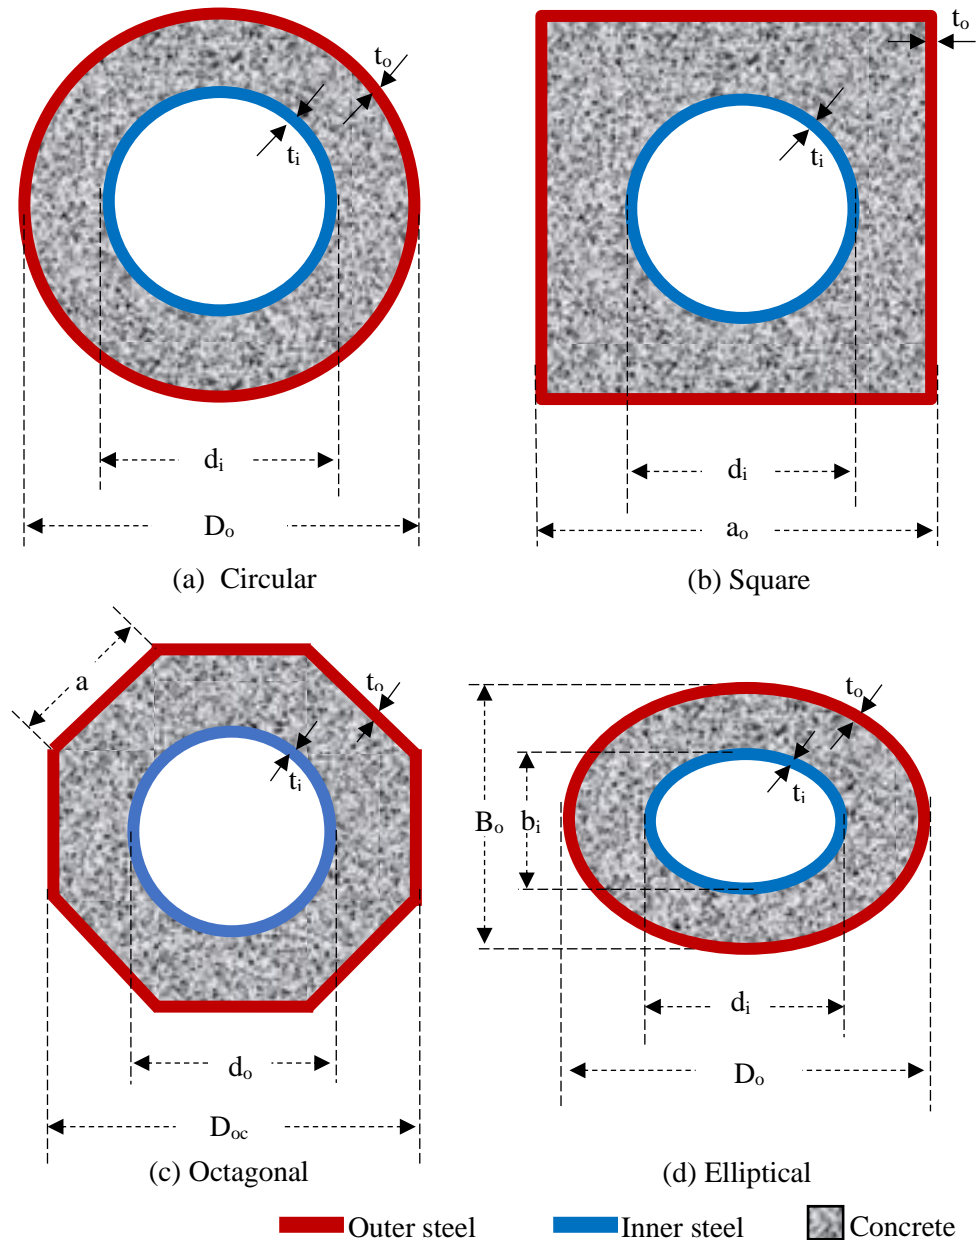 tₒ
tᵢ
dᵢ
Dₒ
(a) Circular
tₒ
tᵢ
dᵢ
aₒ
(b) Square
a
tₒ
tᵢ
dₒ
Dₒc
(c) Octagonal
tₒ
tᵢ
Bₒ bᵢ
dᵢ
Dₒ
(d) Elliptical
Outer steel Inner steel Concrete